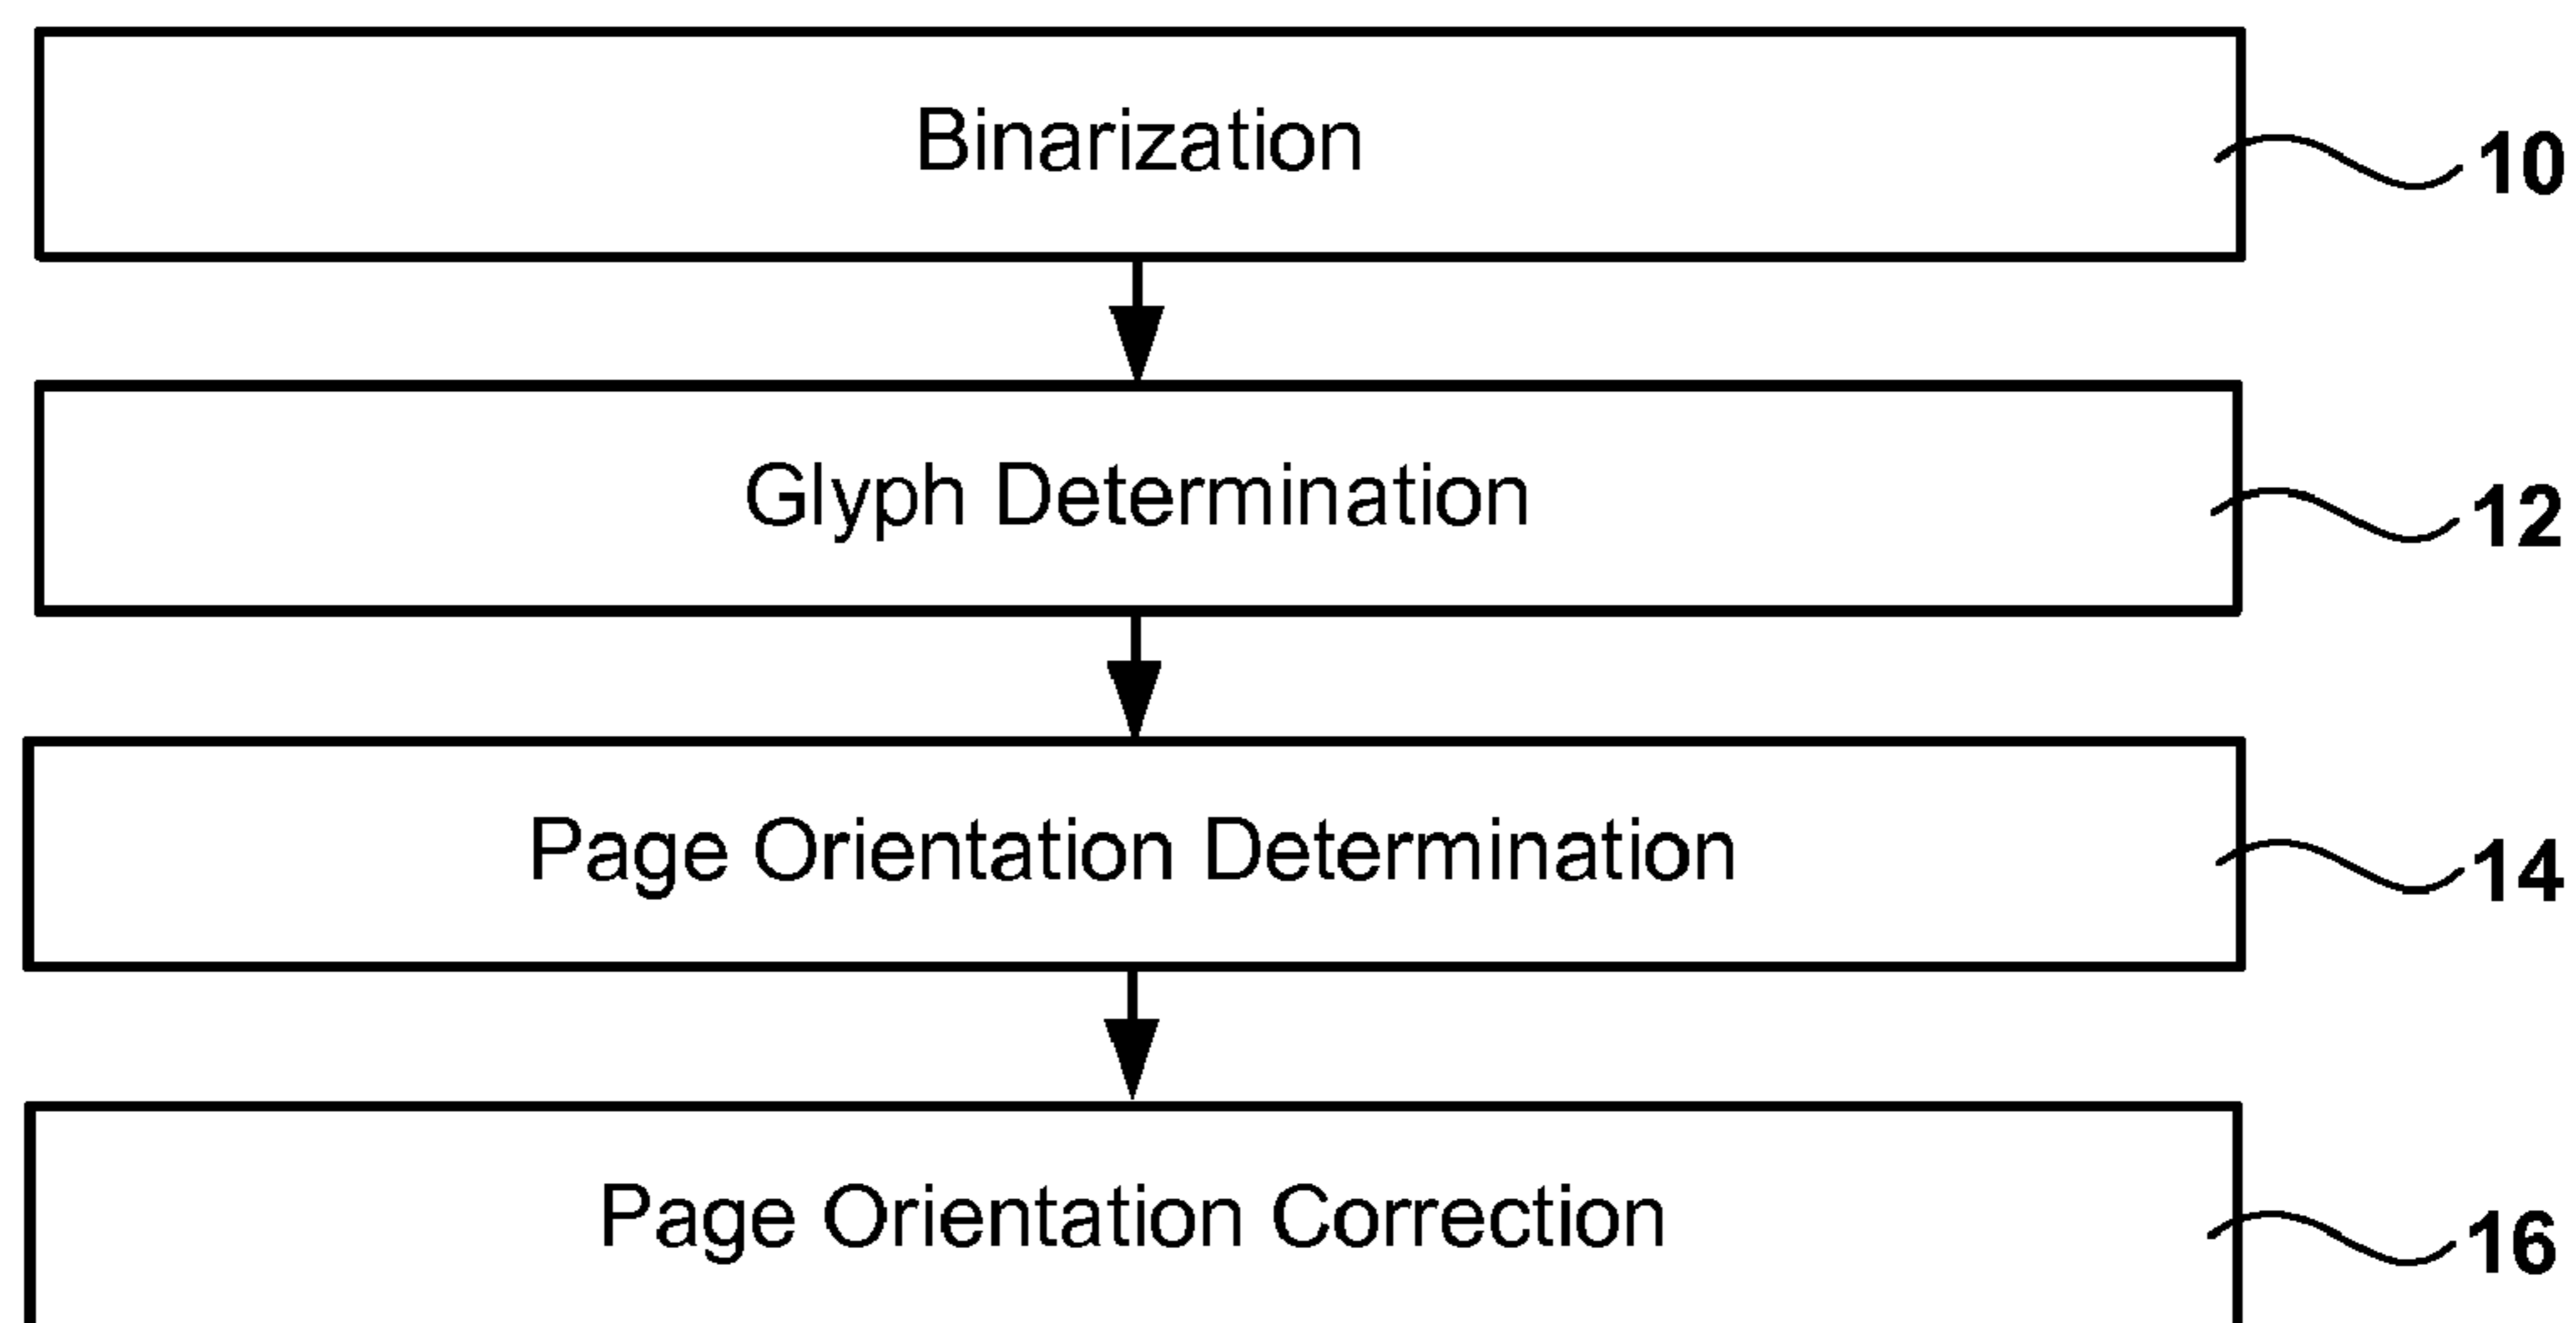 Binarization 10
Glyph Determination 12
Page Orientation Determination 14
Page Orientation Correction 16